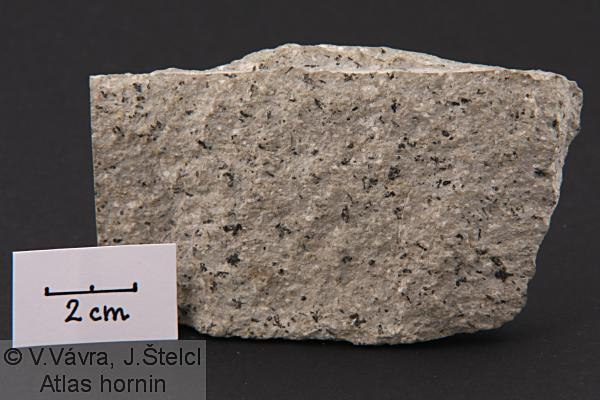 2 cm
© V.Vávra, J.Štelcl
Atlas hornin